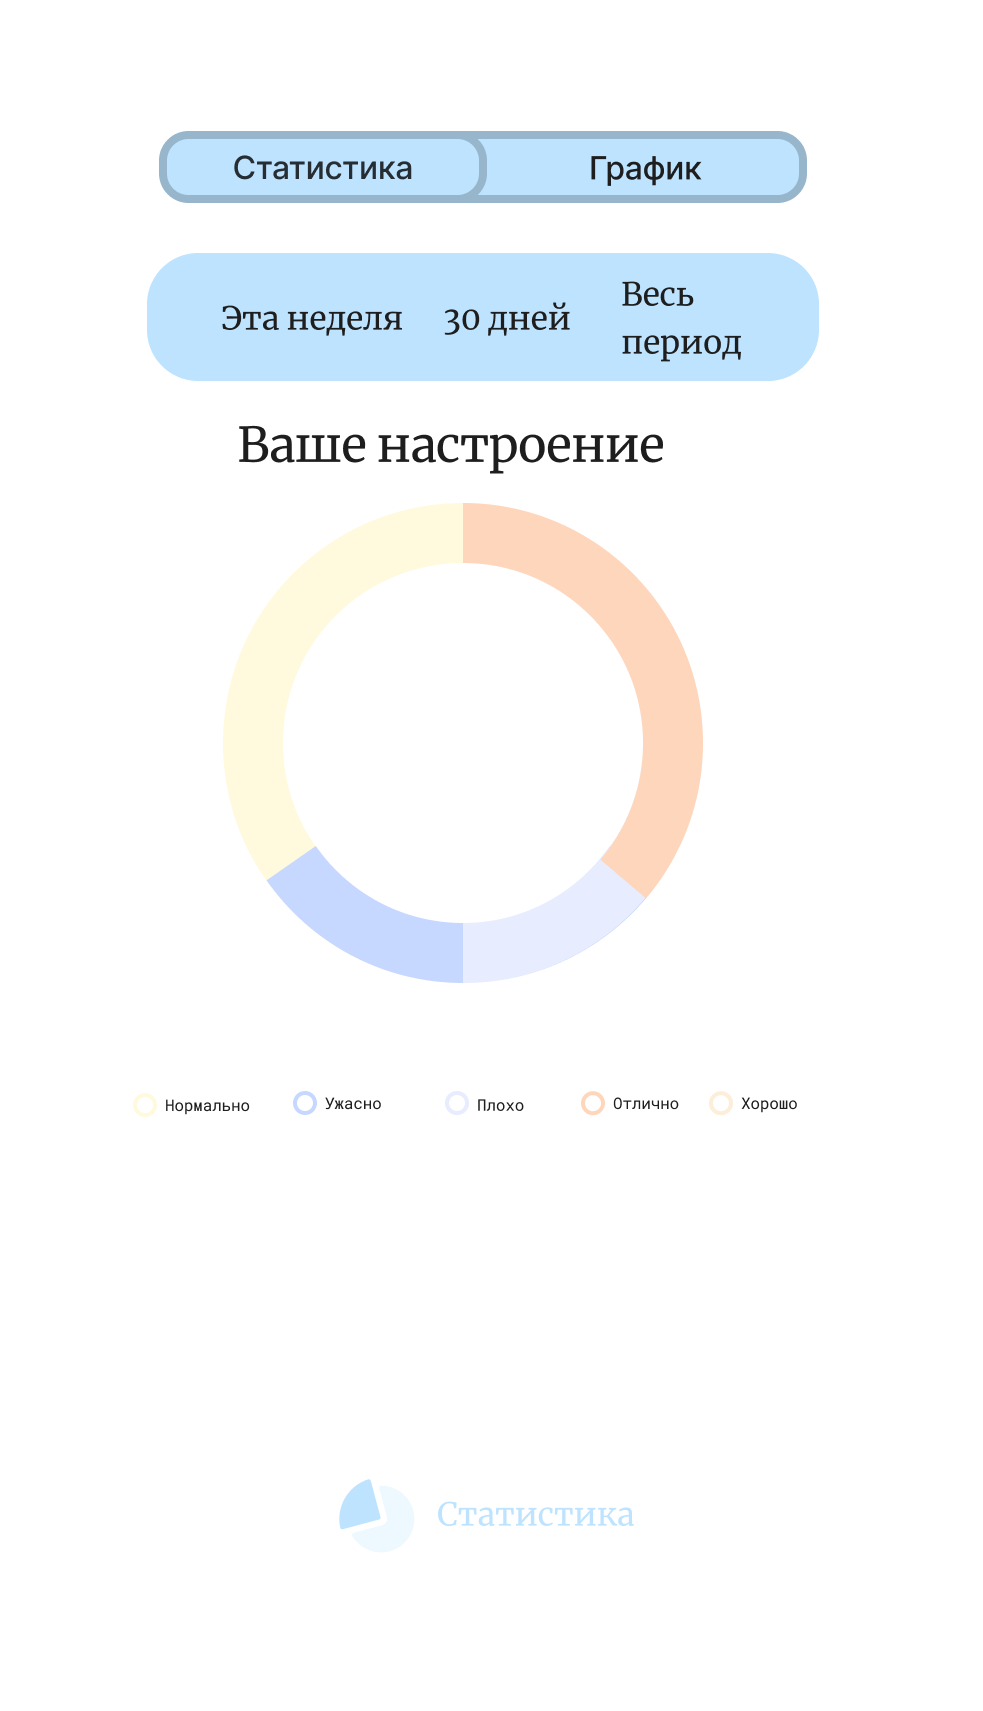 Статистика
График
Эта неделя
30 дней
Весь
период
Ваше настроение
Нормально
Ужасно
Плохо
Отлично
Хорошо
Статистика